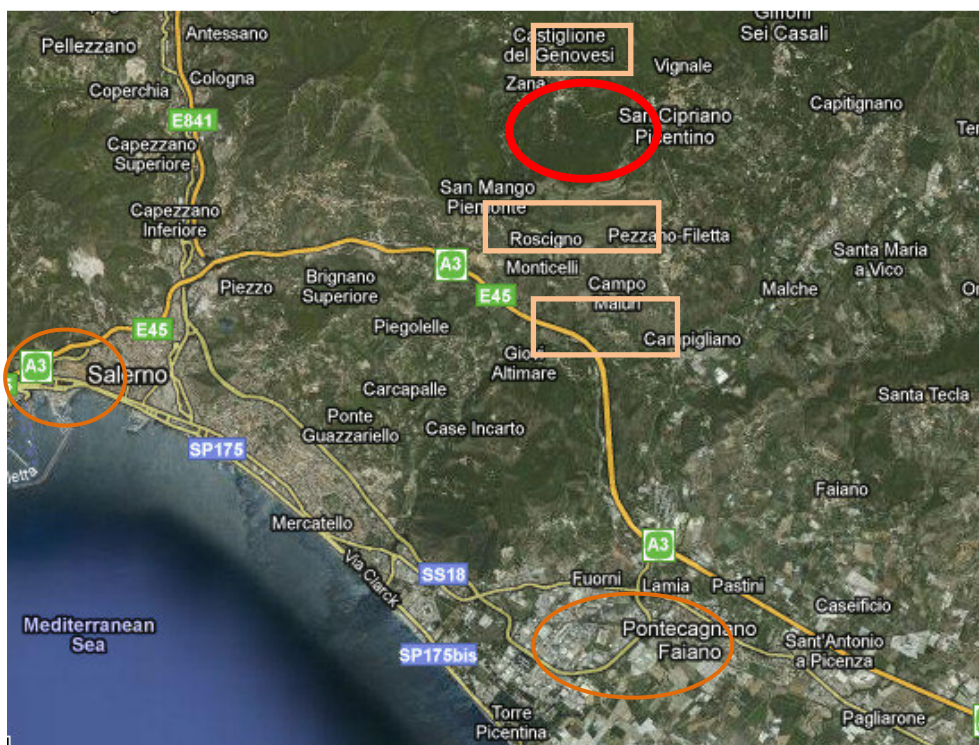 Antessano
Pellezzano
Castiglione
del Genovesi
Sei Casali
Vignale
Zana
Cologna
Coperchia
Capitignano
San Cipriano
Picentino
E841
Capezzano
Superiore
San Mango
Piemonte
Capezzano
Inferiore
Roscigno
Pezzano-Filetta
Santa Maria
a Vico
A3
Monticelli
Brignano
Superiore
Piezzo
Campo
Maiuri
Malche
E45
E45
Piegolelle
Campigliano
Giovi
Altimare
A3
Salerno
Carcapalle
Santa Tecla
Ponte
Guazzariello
Case Incarto
SP175
Faiano
Mercatello
A3
Via Clarck
SS18
Fuorni
Lamia
Pastini
Caseificio
Mediterranean
Sea
Pontecagnano
Faiano
Sant'Antonio
a Picenza
SP175bis
Torre
Picentina
Pagliarone